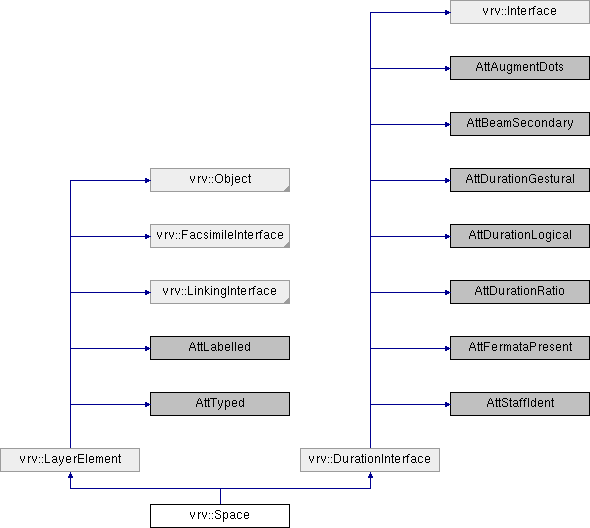 vrv::Interface
AttAugmentDots
AttBeamSecondary
vrv::Object
AttDurationGestural
vrv::FacsimileInterface
AttDurationLogical
vrv::LinkingInterface
AttDurationRatio
AttLabelled
AttFermataPresent
AttTyped
AttStaffIdent
vrv::LayerElement
vrv::DurationInterface
vrv::Space